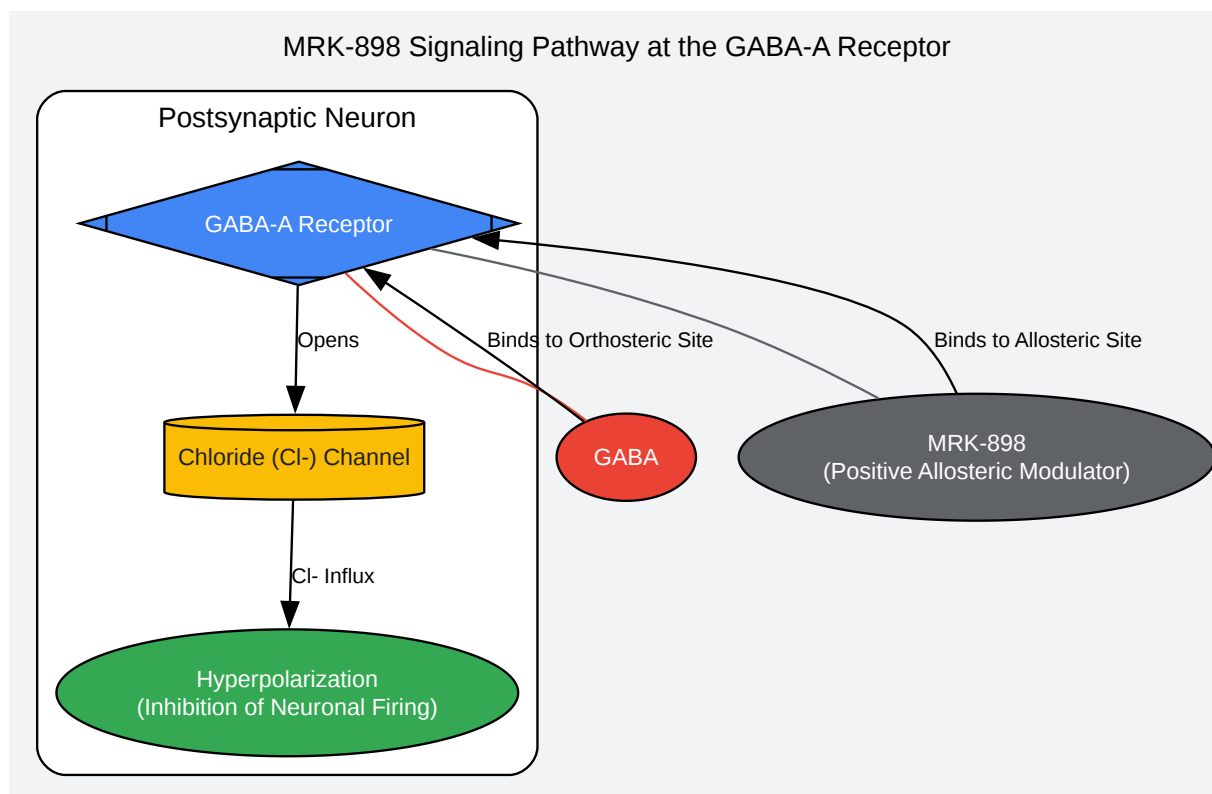 MRK-898 Signaling Pathway at the GABA-A Receptor
Postsynaptic Neuron
GABA-A Receptor
Opens
Binds to Orthosteric Site
Binds to Allosteric Site
Chloride (Cl-) Channel
GABA
MRK-898
(Positive Allosteric Modulator)
Cl- Influx
Hyperpolarization
(Inhibition of Neuronal Firing)